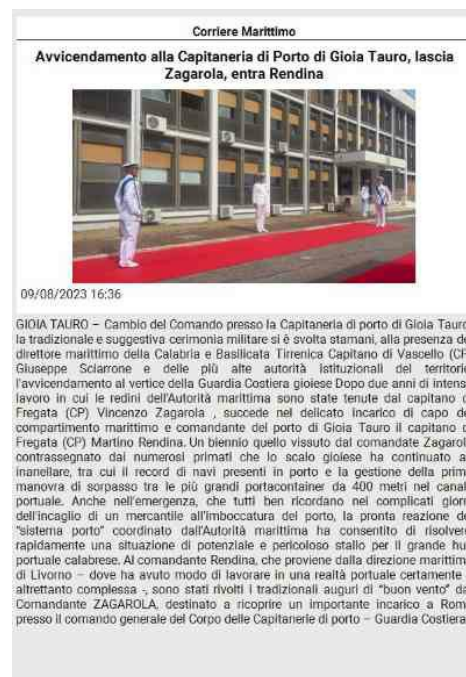 Corriere Marittimo
Avvicendamento alla Capitaneria di Porto di Gioia Tauro, lascia
Zagarola, entra Rendina
09/08/2023 16:36
GIOIA TAURO – Cambio del Comando presso la Capitaneria di porto di Gioia Tauro
la tradizionale e suggestiva cerimonia militare si è svolta stamani, alla presenza de
direttore marittimo della Calabria e Basilicata Tirrenica Capitano di Vascello (CP
Giuseppe Sciarrone e delle più alte autorità istituzionali del territorio
l'avvicendamento al vertice della Guardia Costiera gioiese Dopo due anni di intenso
lavoro in cui le redini dell'Autorità marittima sono state tenute dal capitano d
Fregata (CP) Vincenzo Zagarola , succede nel delicato incarico di capo de
compartimento marittimo e comandante del porto di Gioia Tauro il capitano d
Fregata (CP) Martino Rendina. Un biennio quello vissuto dal comandate Zagarola
contrassegnato dai numerosi primati che lo scalo gioiese ha continuato a
inanellare, tra cui il record di navi presenti in porto e la gestione della prima
manovra di sorpasso tra le più grandi portacontainer da 400 metri nel canale
portuale. Anche nell'emergenza, che tutti ben ricordano nei complicati giorn
dell'incaglio di un mercantile all'imboccatura del porto, la pronta reazione de
"sistema porto" coordinato dall'Autorità marittima ha consentito di risolvere
rapidamente una situazione di potenziale e pericoloso stallo per il grande hub
portuale calabrese. Al comandante Rendina, che proviene dalla direzione marittima
di Livorno – dove ha avuto modo di lavorare in una realtà portuale certamente
altrettanto complessa -, sono stati rivolti i tradizionali auguri di "buon vento" da
Comandante ZAGAROLA, destinato a ricoprire un importante incarico a Roma
presso il comando generale del Corpo delle Capitanerie di porto – Guardia Costiera